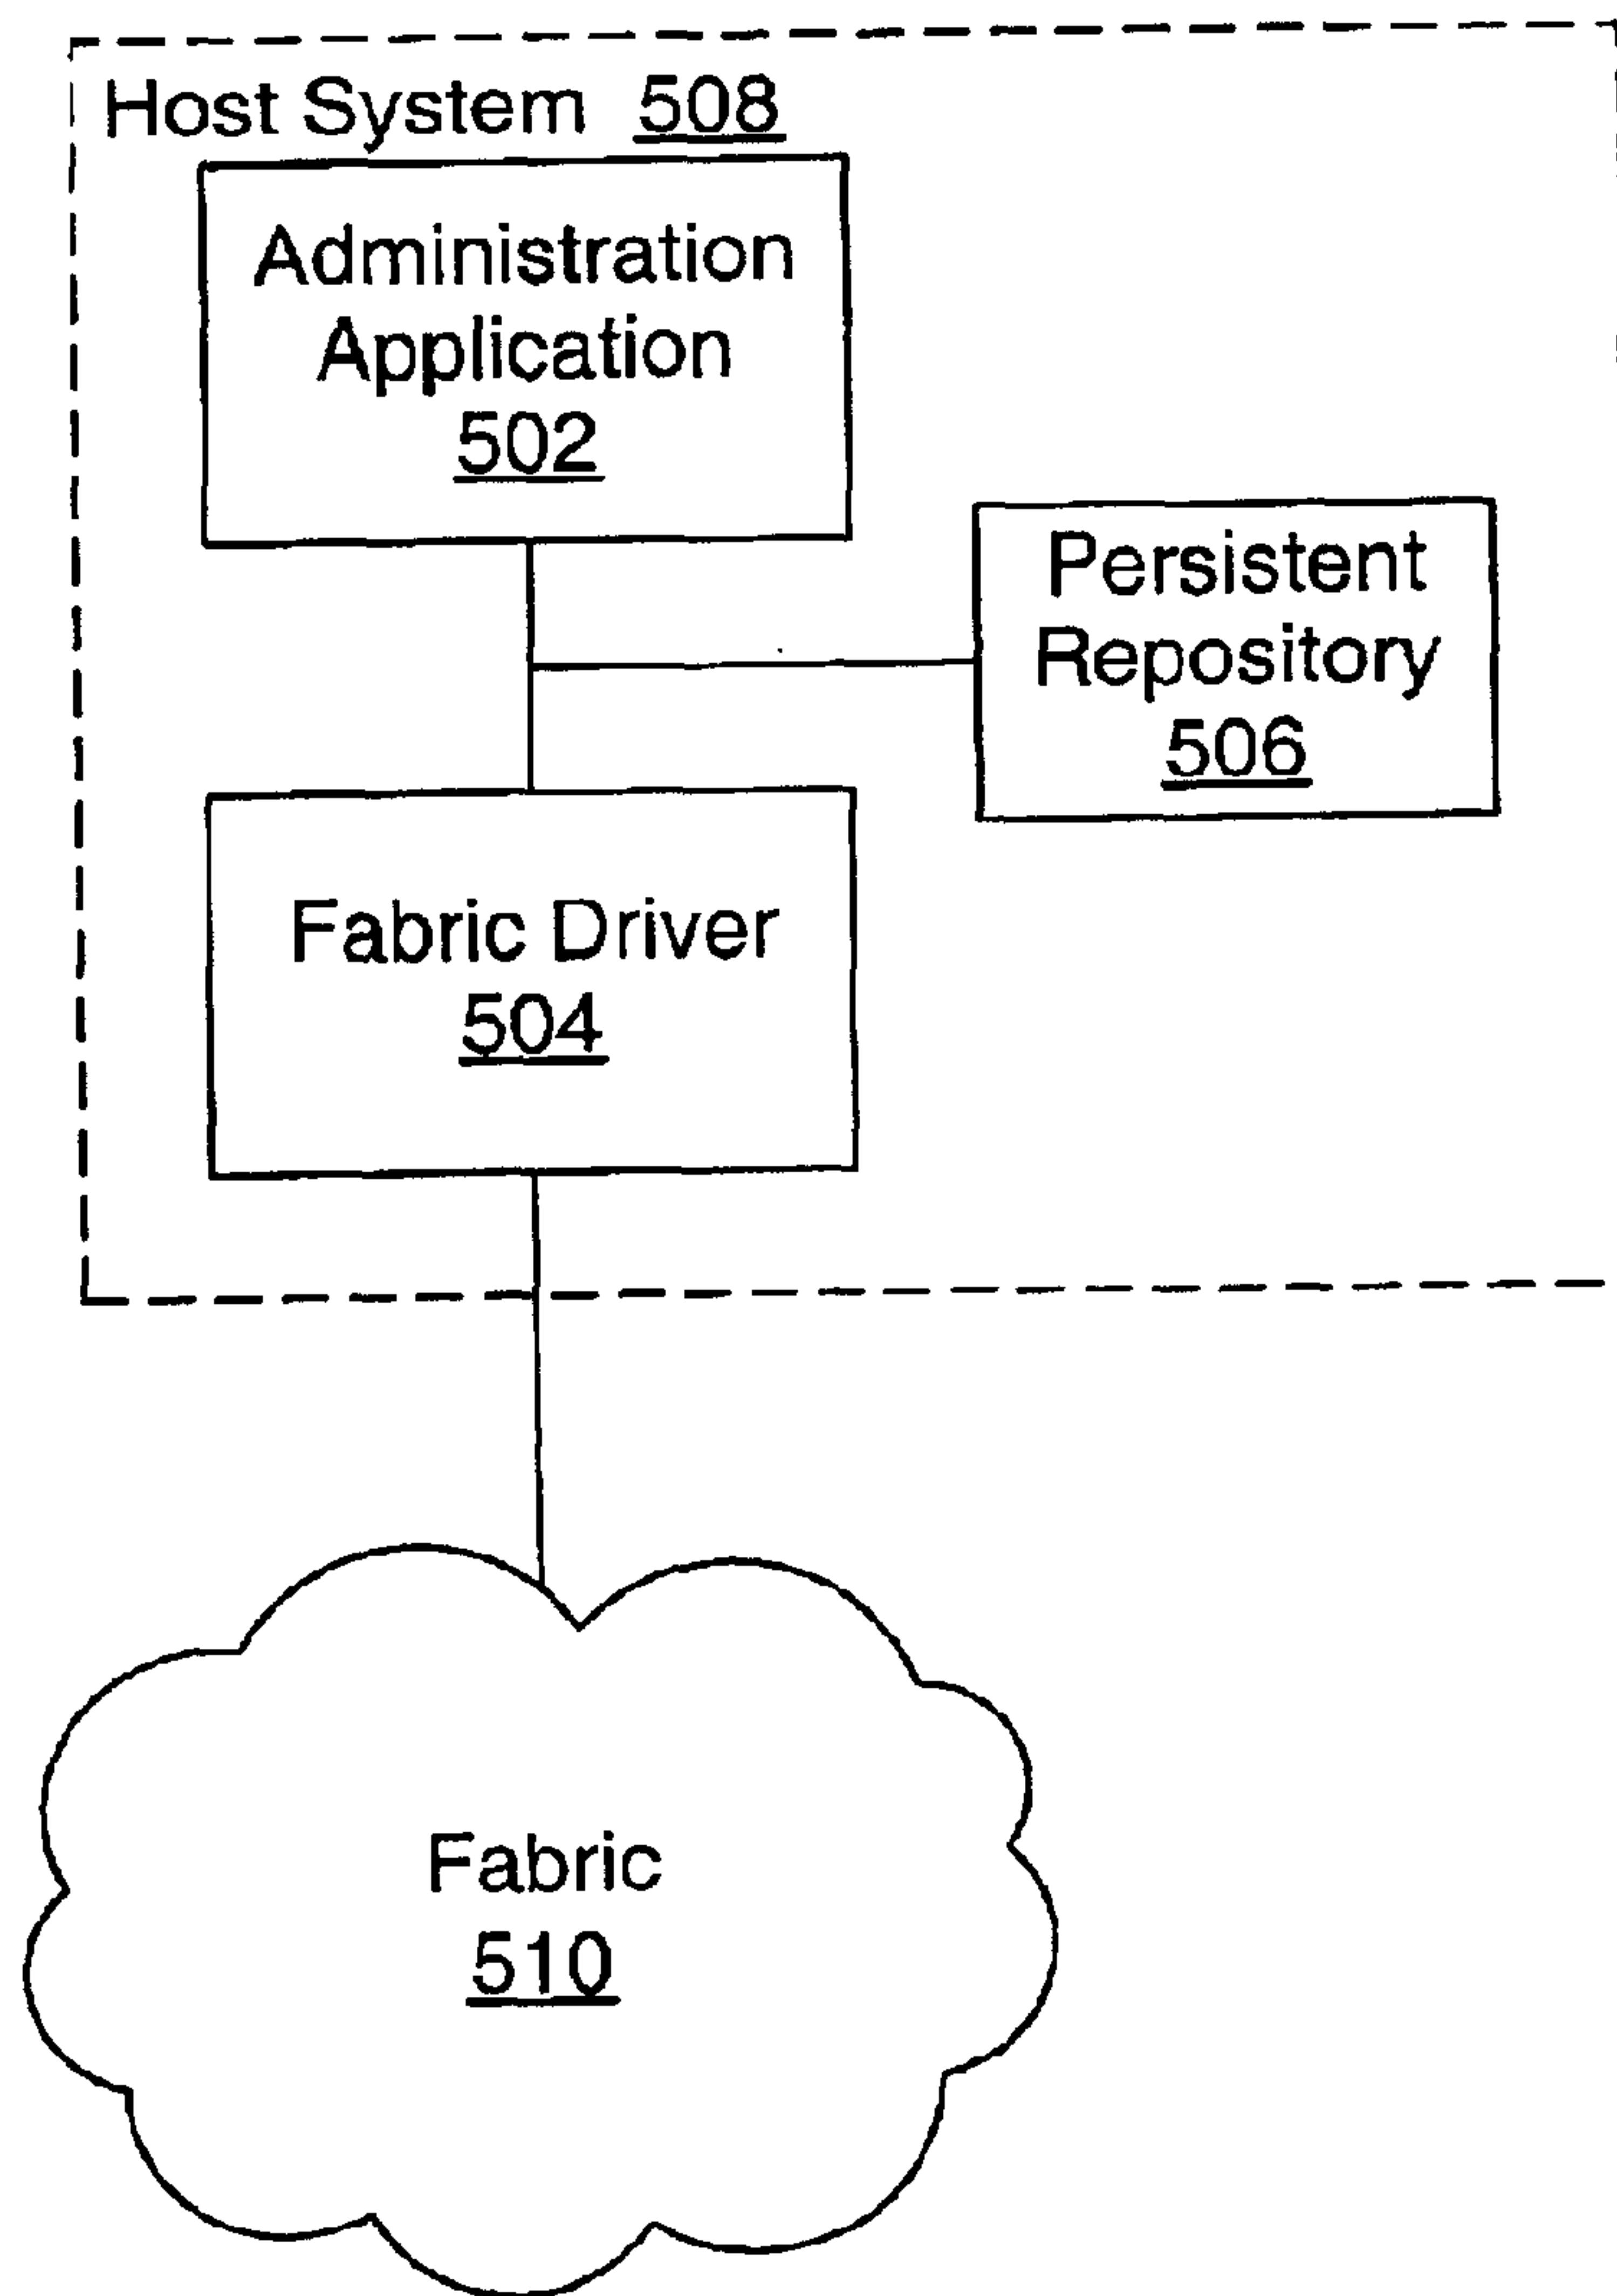 Host System 508
Administration
Application
502
Persistent
Repository
506
Fabric Driver
504
Fabric
510